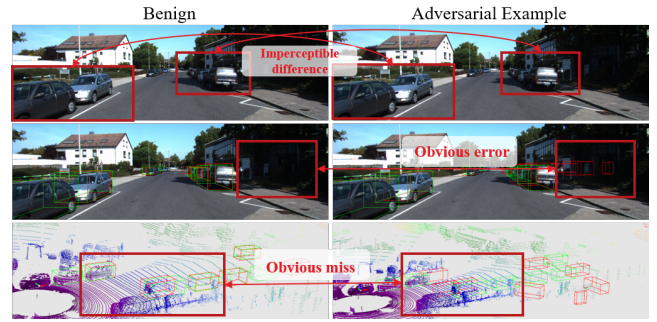 Benign
Adversarial Example
Imperceptible
difference
Obvious error
Obvious miss